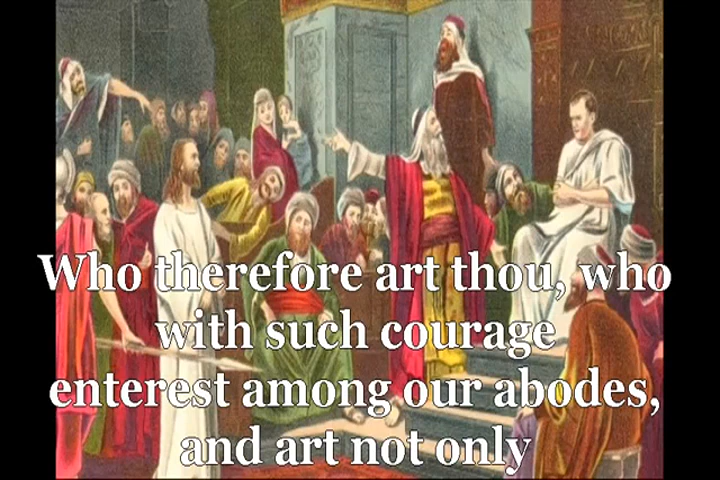 Who therefore art thou, who
with such courage
enterest among our abodes,
and art not only